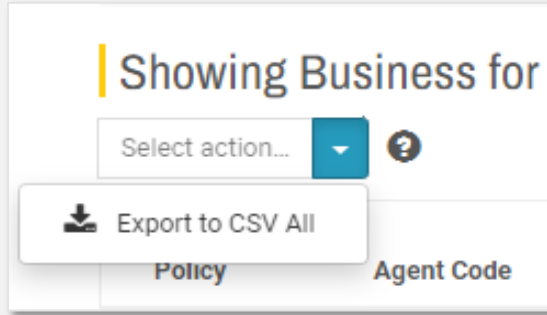 Showing Business for
Select action...
Export to CSV All
Policy Agent Code